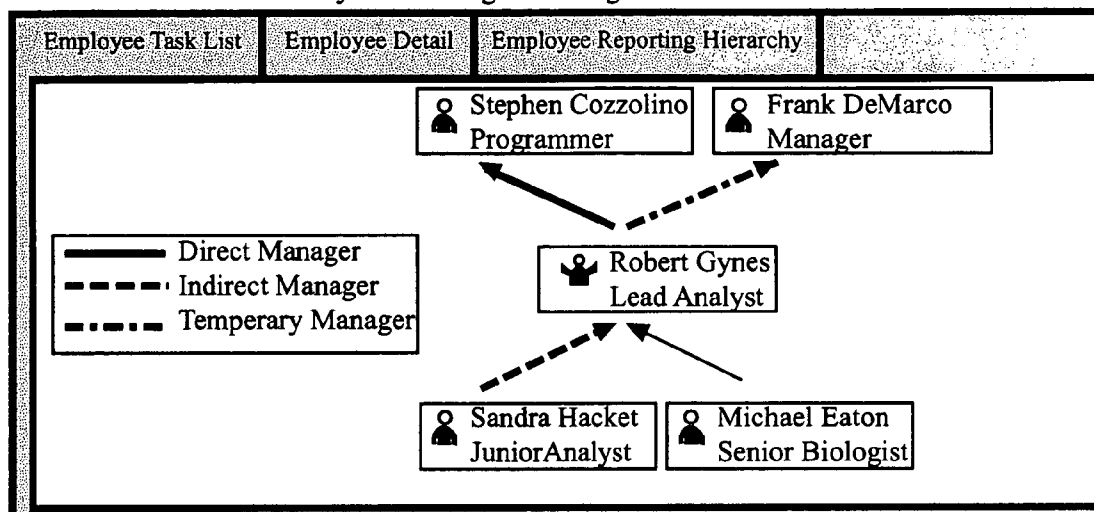 Employee Task List
Employee Detail
Employee Reporting Hierarchy
Stephen Cozzolino
Programmer
Frank DeMarco
Manager
Direct Manager
Indirect Manager
Temperary Manager
Robert Gynes
Lead Analyst
Sandra Hacket
JuniorAnalyst
Michael Eaton
Senior Biologist